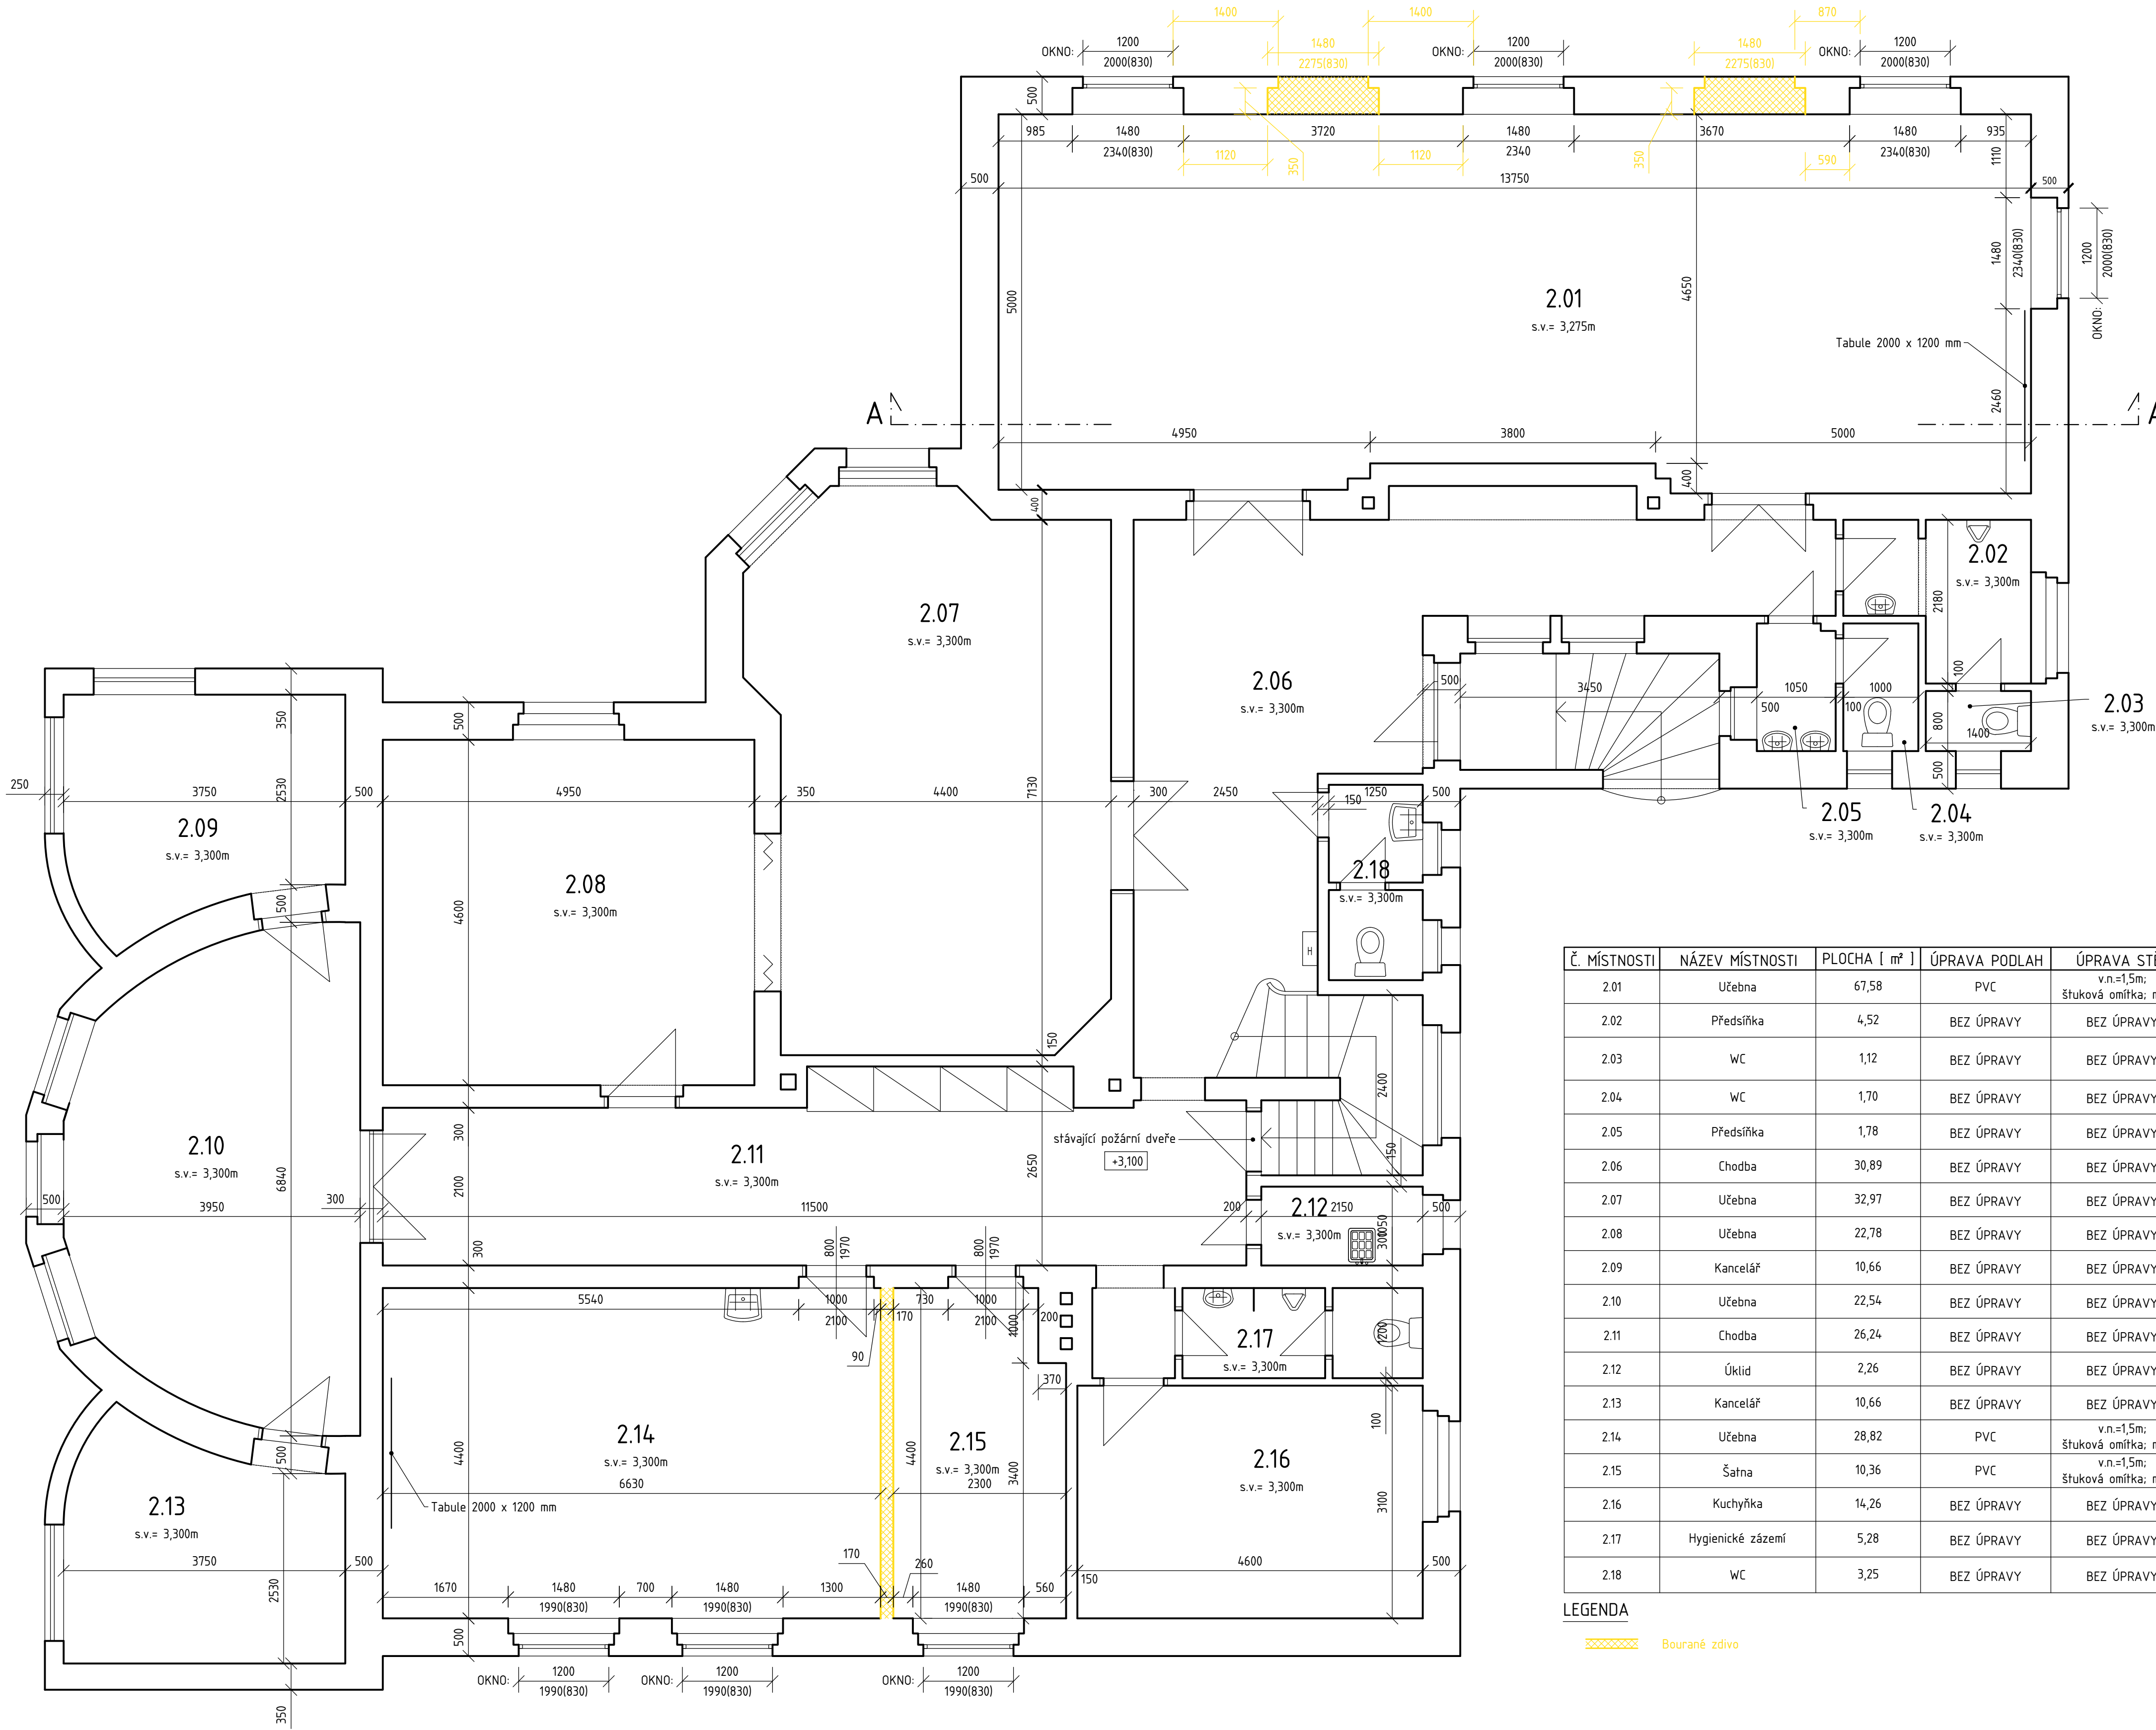 1400
1400
870
OKNO:
1200
2000(830)
1480
2275(830)
OKNO:
1200
2000(830)
1480
2275(830)
OKNO:
1200
2000(830)
500
985
1480
2340(830)
3720
1480
2340
3670
1480
2340(830)
935
1110
1120
350
1120
350
590
500
13750
500
1480
2340(830)
1200
2000(830)
OKNO:
5000
4650
2.01
s.v.= 3,275m
Tabule 2000 x 1200 mm
2460
A
4950
3800
5000
400
400
2.02
s.v.= 3,300m
2180
100
2.07
s.v.= 3,300m
2.06
s.v.= 3,300m
500
3450
500
1050
100
1000
800
1400
500
2.03
s.v.= 3,300m
2.05
s.v.= 3,300m
2.04
s.v.= 3,300m
350
500
250
3750
2530
500
4950
350
4400
7130
300
2450
150
1250
500
2.09
s.v.= 3,300m
2.08
s.v.= 3,300m
2.18
s.v.= 3,300m
500
4600
H
150
2400
2.10
s.v.= 3,300m
300
2.11
s.v.= 3,300m
stávající požární dveře
+3,100
150
6840
2100
2650
500
3950
300
11500
200
2.12
s.v.= 3,300m
2150
500
1050
300
300
800
1970
800
1970
5540
1000
2100
170
730
1000
2100
1000
200
90
370
2.17
s.v.= 3,300m
1200
100
500
4400
2.14
s.v.= 3,300m
6630
4400
2.15
s.v.= 3,300m
2300
3400
2.16
s.v.= 3,300m
3100
2.13
s.v.= 3,300m
Tabule 2000 x 1200 mm
3750
500
2530
170
260
4600
500
150
1670
1480
1990(830)
700
1480
1990(830)
1300
1480
1990(830)
560
500
OKNO:
1200
1990(830)
OKNO:
1200
1990(830)
OKNO:
1200
1990(830)
350
Č. MÍSTNOSTI NÁZEV MÍSTNOSTI PLOCHA [ m² ] ÚPRAVA PODLAH ÚPRAVA STĚ
2.01 Učebna 67,58 PVC v.n.=1,5m;
štuková omítka;
2.02 Předsíňka 4,52 BEZ ÚPRAVY BEZ ÚPRAVY
2.03 WC 1,12 BEZ ÚPRAVY BEZ ÚPRAVY
2.04 WC 1,70 BEZ ÚPRAVY BEZ ÚPRAVY
2.05 Předsíňka 1,78 BEZ ÚPRAVY BEZ ÚPRAVY
2.06 Chodba 30,89 BEZ ÚPRAVY BEZ ÚPRAVY
2.07 Učebna 32,97 BEZ ÚPRAVY BEZ ÚPRAVY
2.08 Učebna 22,78 BEZ ÚPRAVY BEZ ÚPRAVY
2.09 Kancelář 10,66 BEZ ÚPRAVY BEZ ÚPRAVY
2.10 Učebna 22,54 BEZ ÚPRAVY BEZ ÚPRAVY
2.11 Chodba 26,24 BEZ ÚPRAVY BEZ ÚPRAVY
2.12 Úklid 2,26 BEZ ÚPRAVY BEZ ÚPRAVY
2.13 Kancelář 10,66 BEZ ÚPRAVY BEZ ÚPRAVY
2.14 Učebna 28,82 PVC v.n.=1,5m;
štuková omítka;
2.15 Šatna 10,36 PVC v.n.=1,5m;
štuková omítka;
2.16 Kuchyňka 14,26 BEZ ÚPRAVY BEZ ÚPRAVY
2.17 Hygienické zázemí 5,28 BEZ ÚPRAVY BEZ ÚPRAVY
2.18 WC 3,25 BEZ ÚPRAVY BEZ ÚPRAVY
LEGENDA
Bourané zdivo